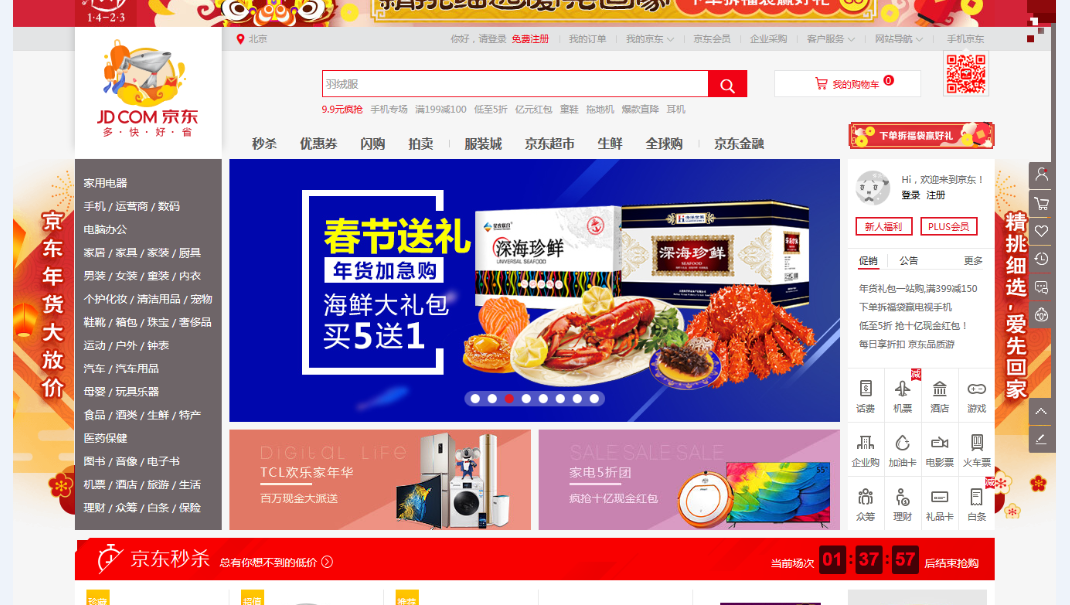 1·4-2·3
下单拆福袋赢好礼
北京
你好，请登录 免费注册 我的订单 我的京东 京东会员 企业采购 客户服务 网站导航 手机京东
JD.COM 京东
多·快·好·省
羽绒服
我的购物车 0
9.9元疯抢 手机专场 满199减100 低至5折 亿元红包 童鞋 拖地机 爆款直降 耳机
下单拆福袋赢好礼
秒杀 优惠券 闪购 拍卖 服装城 京东超市 生鲜 全球购 京东金融
家用电器
手机 / 运营商 / 数码
电脑办公
家居 / 家具 / 家装 / 厨具
男装 / 女装 / 童装 / 内衣
个护化妆 / 清洁用品 / 宠物
鞋靴 / 箱包 / 珠宝 / 奢侈品
运动 / 户外 / 钟表
汽车 / 汽车用品
母婴 / 玩具乐器
食品 / 酒类 / 生鲜 / 特产
医药保健
图书 / 音像 / 电子书
机票 / 酒店 / 旅游 / 生活
理财 / 众筹 / 白条 / 保险
京东年货大放价
春节送礼
年货加急购
海鲜大礼包
买5送1
深海珍鲜
UNIVERSAL SEAFOOD
深海珍鲜
Hi，欢迎来到京东！
登录 注册
新人福利 PLUS会员
促销 公告 更多
年货礼包一站购,满399减150
下单拆福袋赢电视手机
低至5折 抢十亿现金红包！
每日享折扣 京东品质游
减
话费 机票 酒店 游戏
企业购 加油卡 电影票 火车票
减
众筹 理财 礼品卡 白条
精挑细选,爱先回家
DIGITAL LIFE
TCL欢乐家年华
百万现金大派送
SALE SALE SALE
家电5折团
疯抢十亿现金红包
55
京东秒杀 总有你想不到的低价
当前场次 01:37:57 后结束抢购